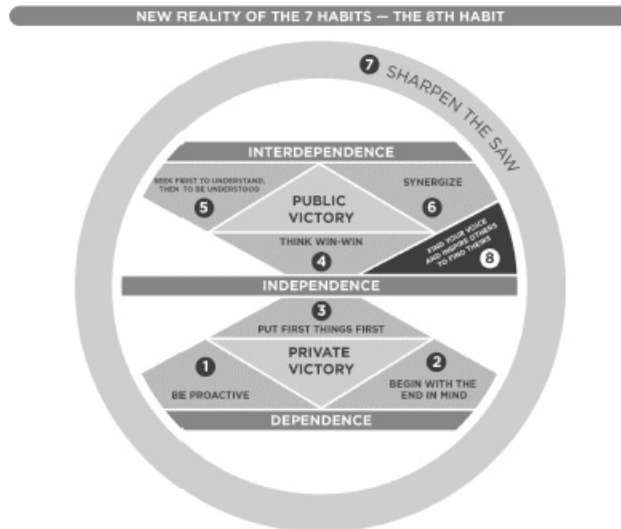 NEW REALITY OF THE 7 HABITS — THE 8TH HABIT
7 SHARPEN THE SAW
INTERDEPENDENCE
SEEK FIRST TO UNDERSTAND,
THEN TO BE UNDERSTOOD
5
SYNERGIZE
6
PUBLIC
VICTORY
THINK WIN-WIN
4
FIND YOUR VOICE
AND INSPIRE OTHERS
TO FIND THEIRS
8
INDEPENDENCE
3
PUT FIRST THINGS FIRST
1
BE PROACTIVE
PRIVATE
VICTORY
2
BEGIN WITH THE
END IN MIND
DEPENDENCE